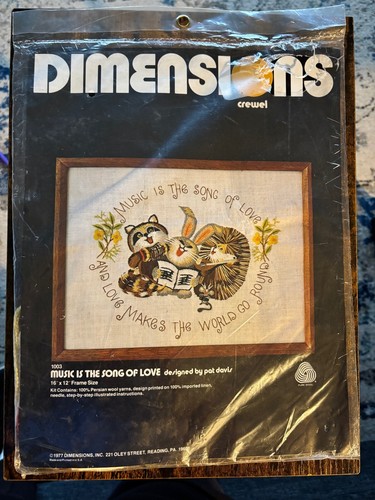 DIMENSIONS
crewel
MUSIC IS THE SONG OF LOVE
AND LOVE MAKES THE WORLD GO ROUND
1003
MUSIC IS THE SONG OF LOVE designed by pat davis
16" x 12" Frame Size
Kit Contains: 100% Persian wool yarns, design printed on 100% imported linen,
needle, step-by-step illustrated instructions.
©1977 DIMENSIONS, INC. 221 OLEY STREET, READING, PA.